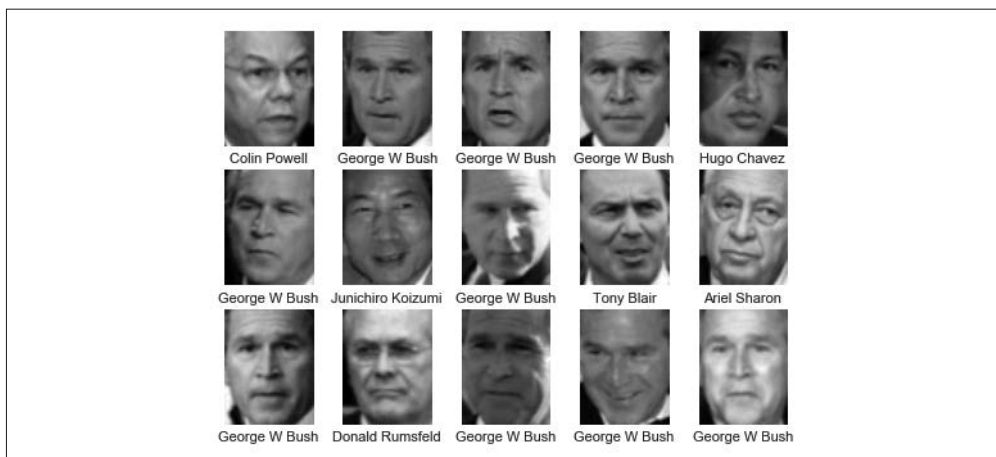 Colin Powell George W Bush George W Bush George W Bush Hugo Chavez
George W Bush Junichiro Koizumi George W Bush Tony Blair Ariel Sharon
George W Bush Donald Rumsfeld George W Bush George W Bush George W Bush